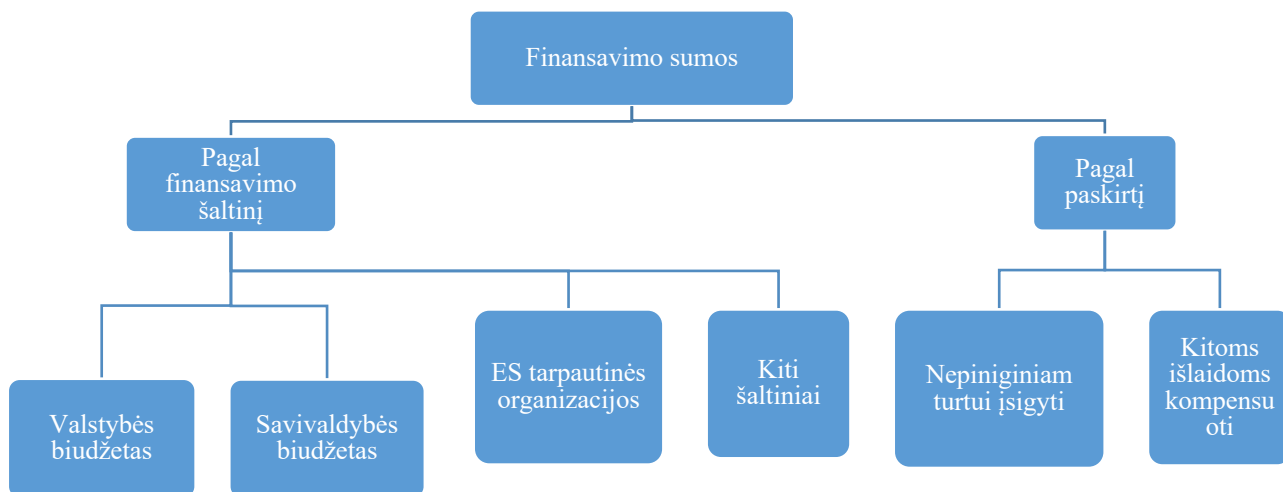 Finansavimo sumos
Pagal
finansavimo
šaltinį
Pagal
paskirtį
Valstybės
biudžetas
Savivaldybės
biudžetas
ES tarpautinės
organizacijos
Kiti
šaltiniai
Nepiniginiam
turtui įsigyti
Kitoms
išlaidoms
kompensu
oti